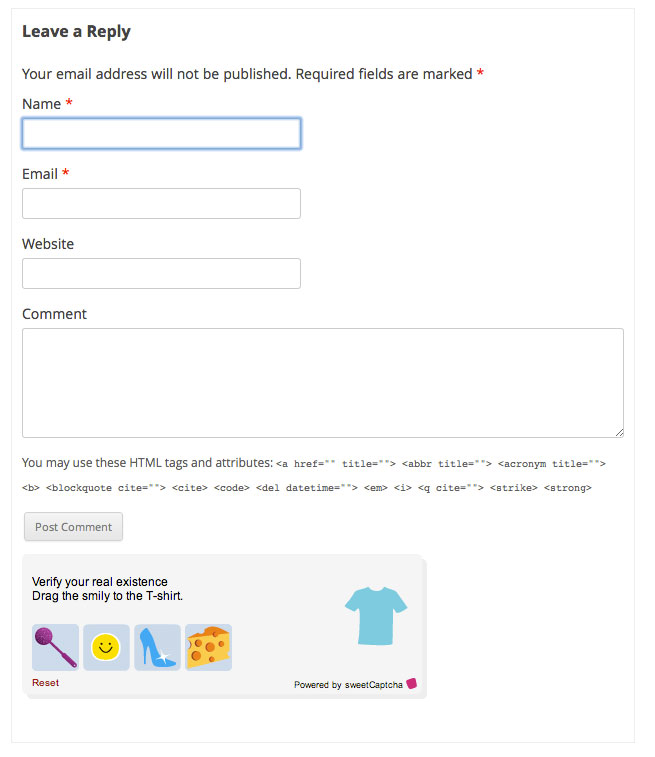 Leave a Reply
Your email address will not be published. Required fields are marked *
Name *
Email *
Website
Comment
You may use these HTML tags and attributes: <a href="" title=""> <abbr title=""> <acronym title="">
<b> <blockquote cite=""> <cite> <code> <del datetime=""> <em> <i> <q cite=""> <strike> <strong>
Post Comment
Verify your real existence
Drag the smily to the T-shirt.
Reset
Powered by sweetCaptcha